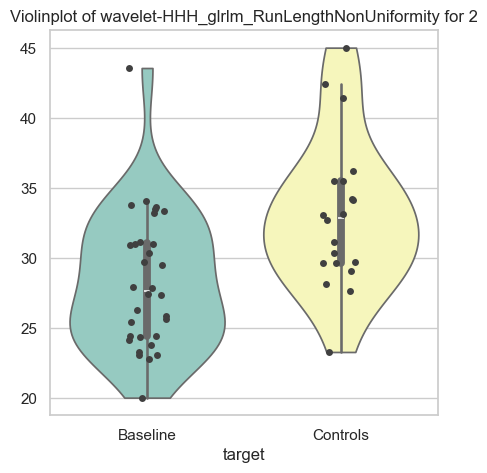 Violinplot of wavelet-HHH_glrlm_RunLengthNonUniformity for 2
45
40
35
30
25
20
Baseline
Controls
target